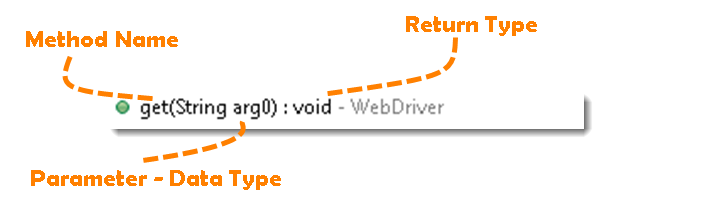 Method Name
Return Type
get(String arg0) : void - WebDriver
Parameter - Data Type